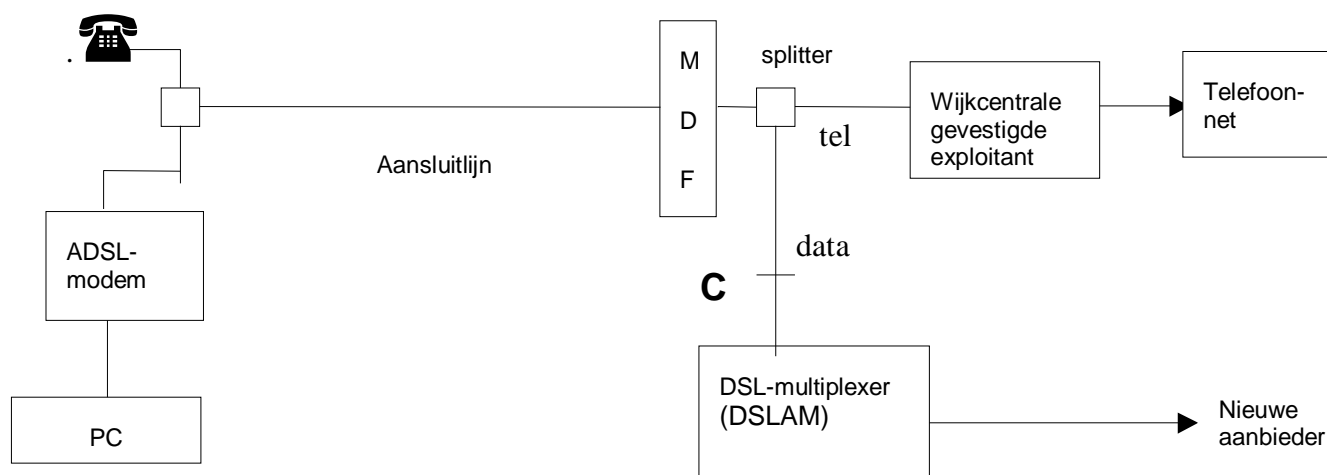 .
M
D
F
splitter
Wijkcentrale
gevestigde
exploitant
Telefoon-
net
tel
Aansluitlijn
ADSL-
modem
data
C
DSL-multiplexer
(DSLAM)
Nieuwe
aanbieder
PC